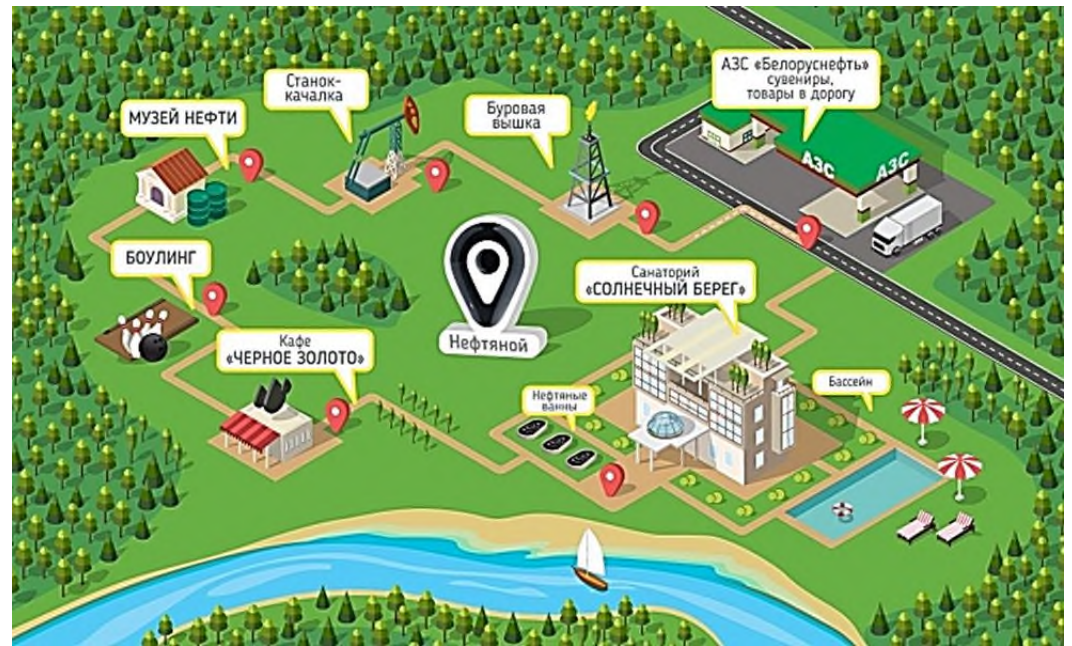 АЗС «Белоруснефть»
сувениры,
товары в дорогу
Станок-
качалка
Буровая
вышка
МУЗЕЙ НЕФТИ
АЗС
АЗС
БОУЛИНГ
Санаторий
«СОЛНЕЧНЫЙ БЕРЕГ»
Нефтяной
Кафе
«ЧЕРНОЕ ЗОЛОТО»
Бассейн
Нефтяные
ванны